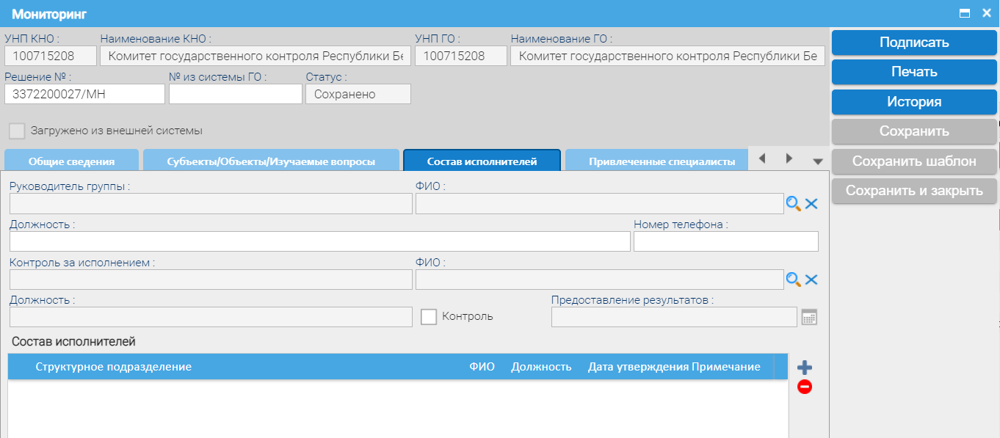 Мониторинг
УНП КНО : Наименование КНО : УНП ГО : Наименование ГО :
100715208 Комитет государственного контроля Республики Бе 100715208 Комитет государственного контроля Республики Бе
Решение № : № из системы ГО : Статус :
3372200027/МН Сохранено
Загружено из внешней системы
Общие сведения Субъекты/Объекты/Изучаемые вопросы Состав исполнителей Привлеченные специалисты
Руководитель группы : ФИО :
Должность : Номер телефона :
Контроль за исполнением : ФИО :
Должность : Предоставление результатов :
Контроль
Состав исполнителей
Структурное подразделение ФИО Должность Дата утверждения Примечание
Подписать
Печать
История
Сохранить
Сохранить шаблон
Сохранить и закрыть